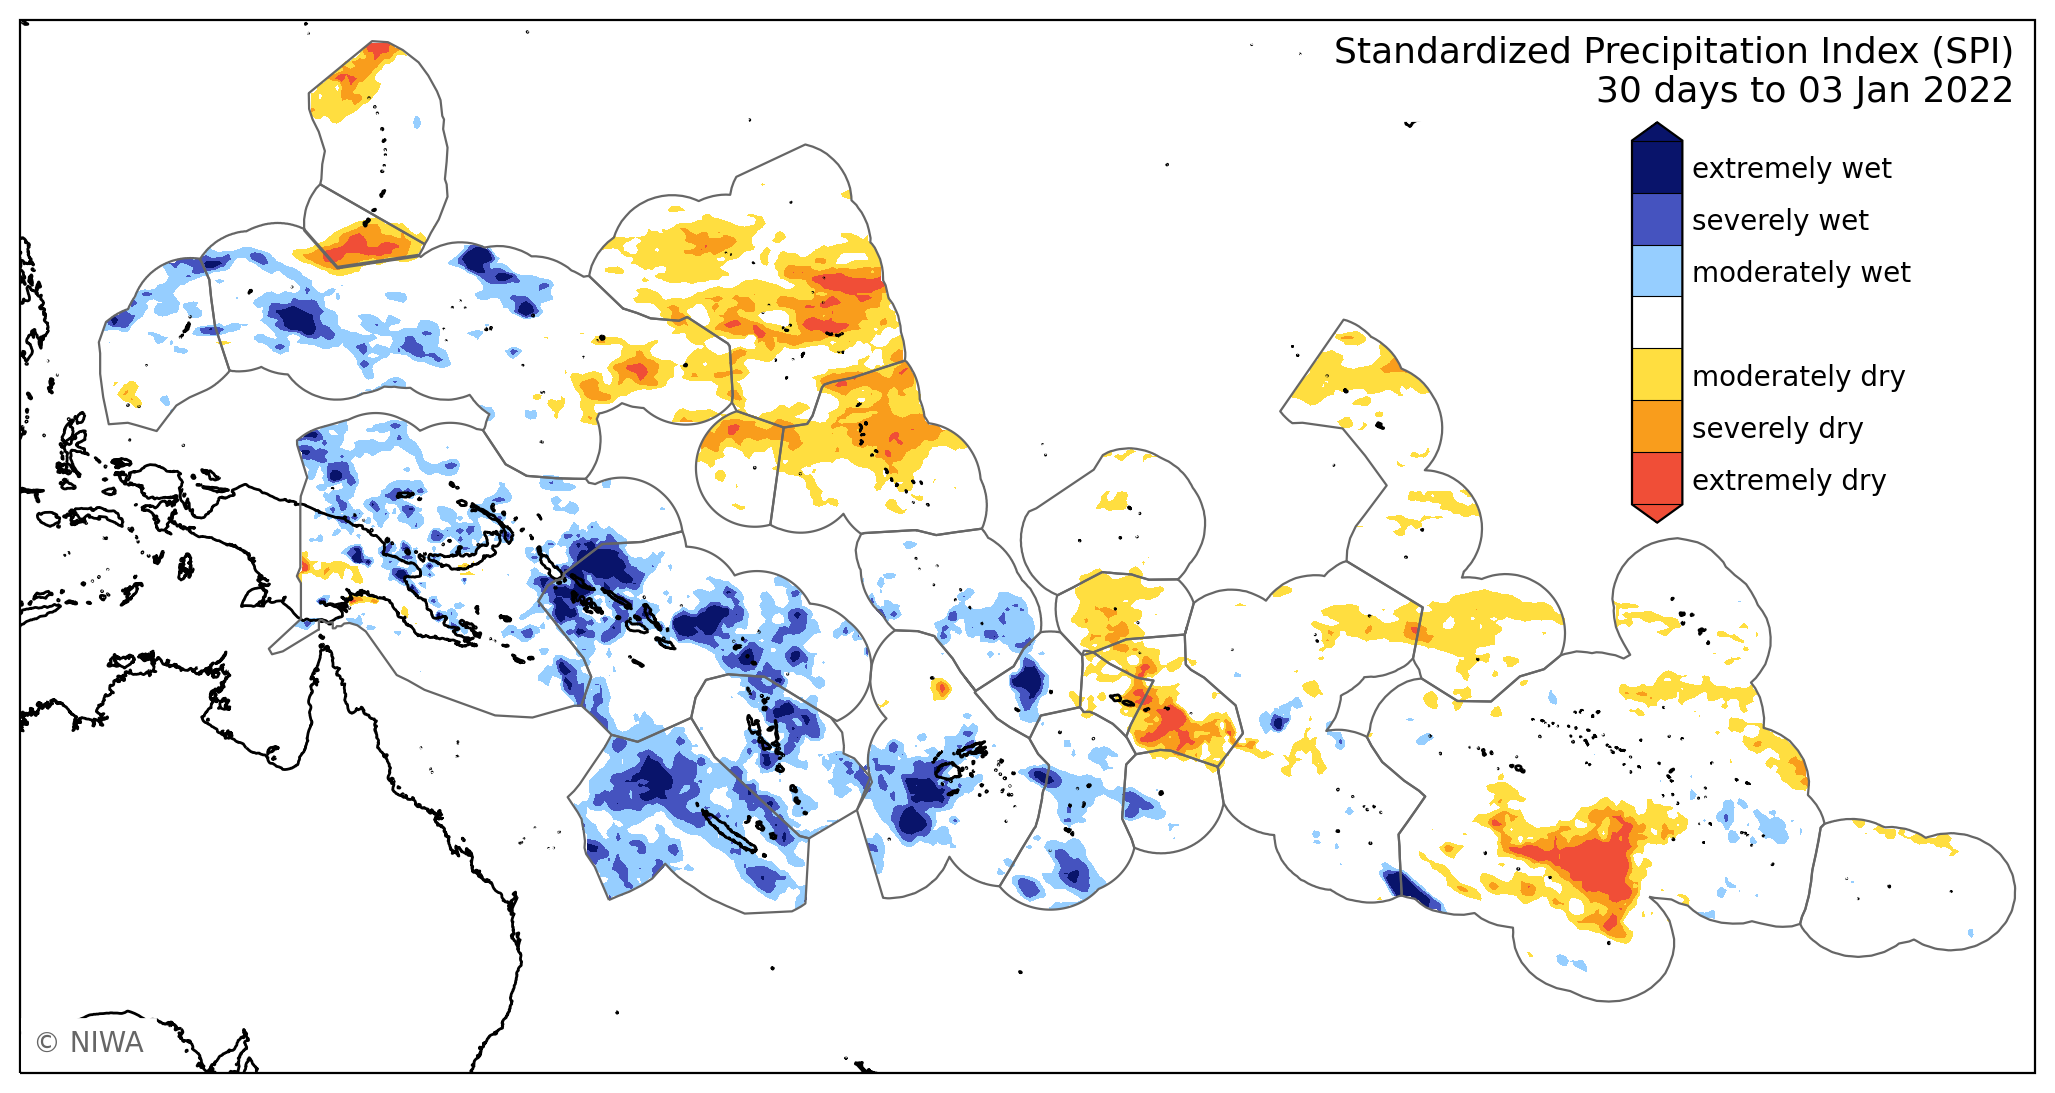 Standardized Precipitation Index (SPI)
30 days to 03 Jan 2022
extremely wet
severely wet
moderately wet
moderately dry
severely dry
extremely dry
© NIWA